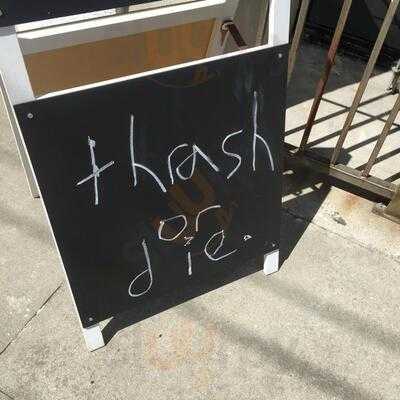 thrash
or
die.